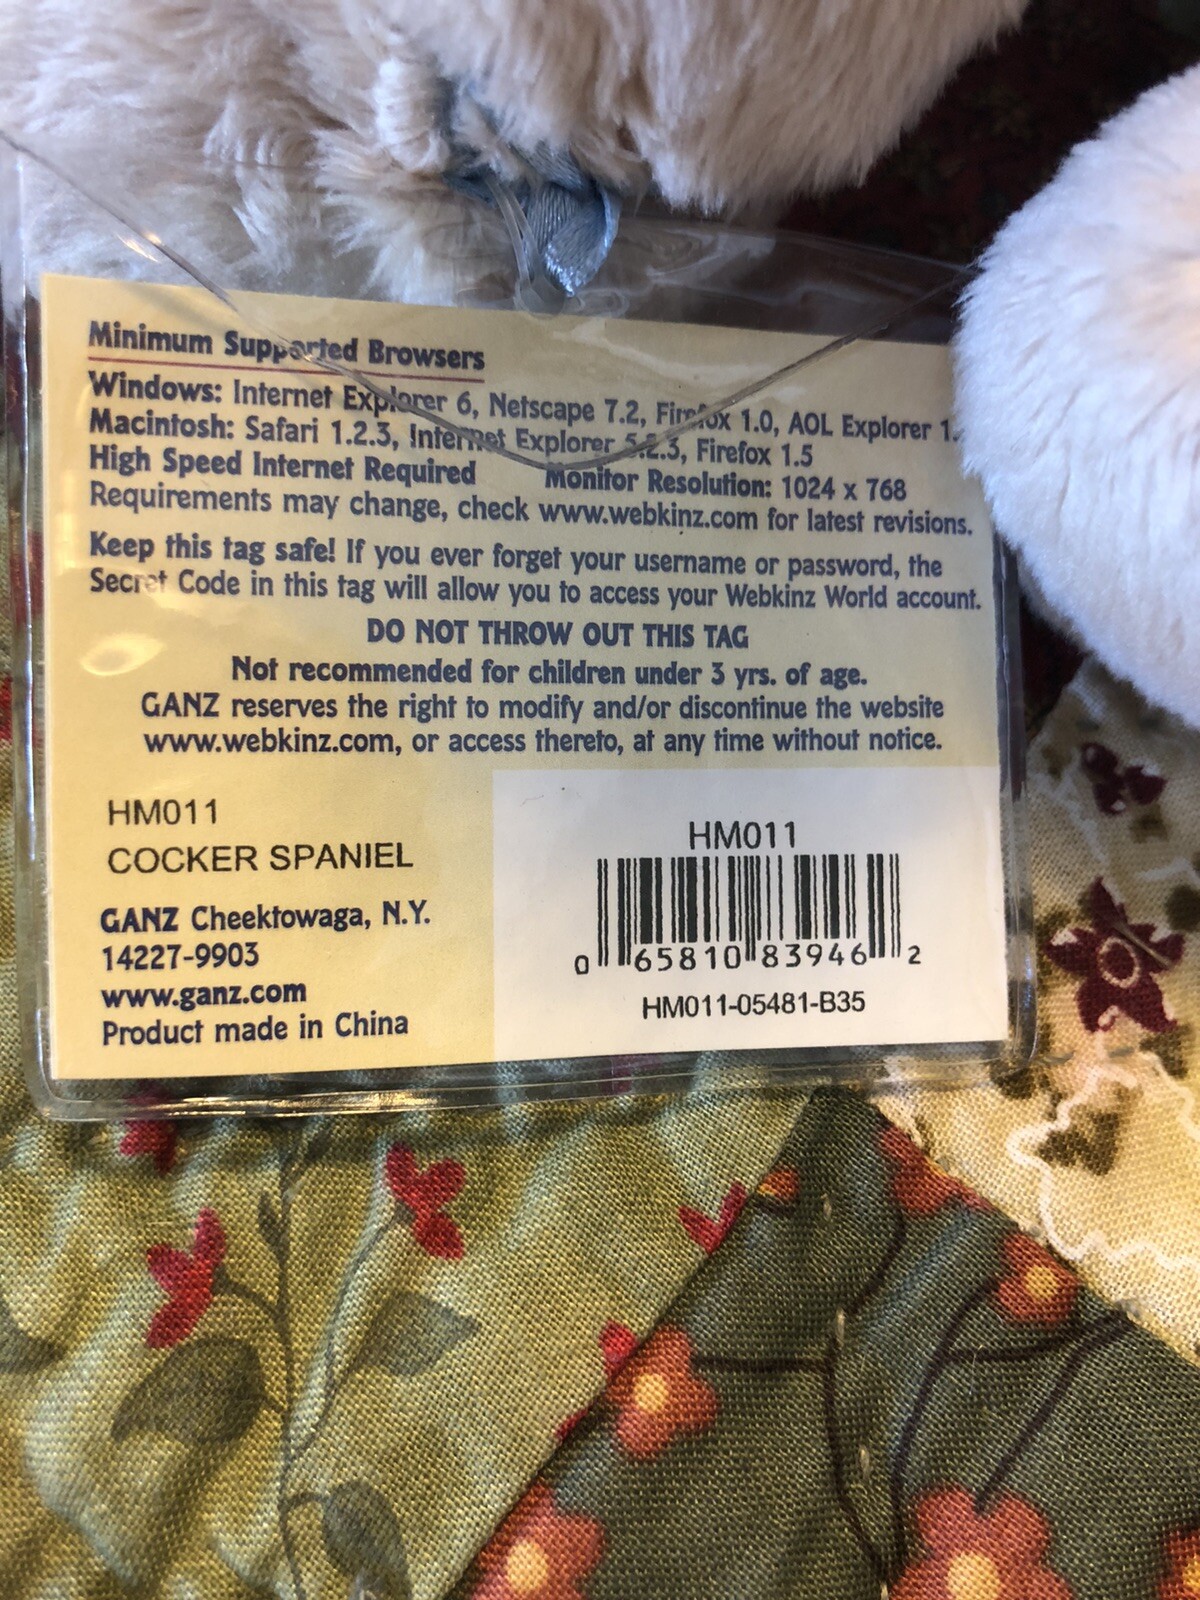 Minimum Supported Browsers
Windows: Internet Explorer 6, Netscape 7.2, Firefox 1.0, AOL Explorer 1.
Macintosh: Safari 1.2.3, Internet Explorer 5.2.3, Firefox 1.5
High Speed Internet Required Monitor Resolution: 1024 x 768
Requirements may change, check www.webkinz.com for latest revisions.
Keep this tag safe! If you ever forget your username or password, the
Secret Code in this tag will allow you to access your Webkinz World account.
DO NOT THROW OUT THIS TAG
Not recommended for children under 3 yrs. of age.
GANZ reserves the right to modify and/or discontinue the website
www.webkinz.com, or access thereto, at any time without notice.
HM011
COCKER SPANIEL
GANZ Cheektowaga, N.Y.
14227-9903
www.ganz.com
Product made in China
HM011
0 65810 83946 2
HM011-05481-B35